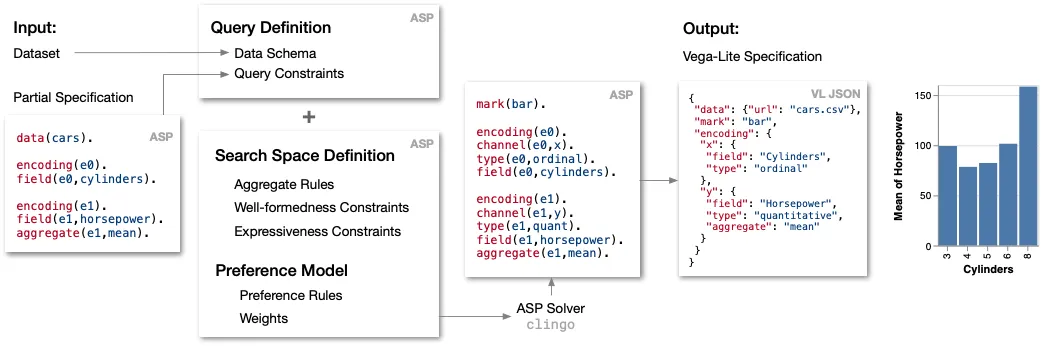 Input:
Dataset
Partial Specification
ASP
data(cars).
encoding(e0).
field(e0,cylinders).
encoding(e1).
field(e1,horsepower).
aggregate(e1,mean).
ASP
Query Definition
Data Schema
Query Constraints
+
ASP
Search Space Definition
Aggregate Rules
Well-formedness Constraints
Expressiveness Constraints
Preference Model
Preference Rules
Weights
ASP Solver
clingo
ASP
mark(bar).
encoding(e0).
channel(e0,x).
type(e0,ordinal).
field(e0,cylinders).
encoding(e1).
channel(e1,y).
type(e1,quant).
field(e1,horsepower).
aggregate(e1,mean).
Output:
Vega-Lite Specification
VL JSON
{
"data": {"url": "cars.csv"},
"mark": "bar",
"encoding": {
"x": {
"field": "Cylinders",
"type": "ordinal"
},
"y": {
"field": "Horsepower",
"type": "quantitative",
"aggregate": "mean"
}
}
}
Mean of Horsepower
150
100
50
0
3 4 5 6 8
Cylinders